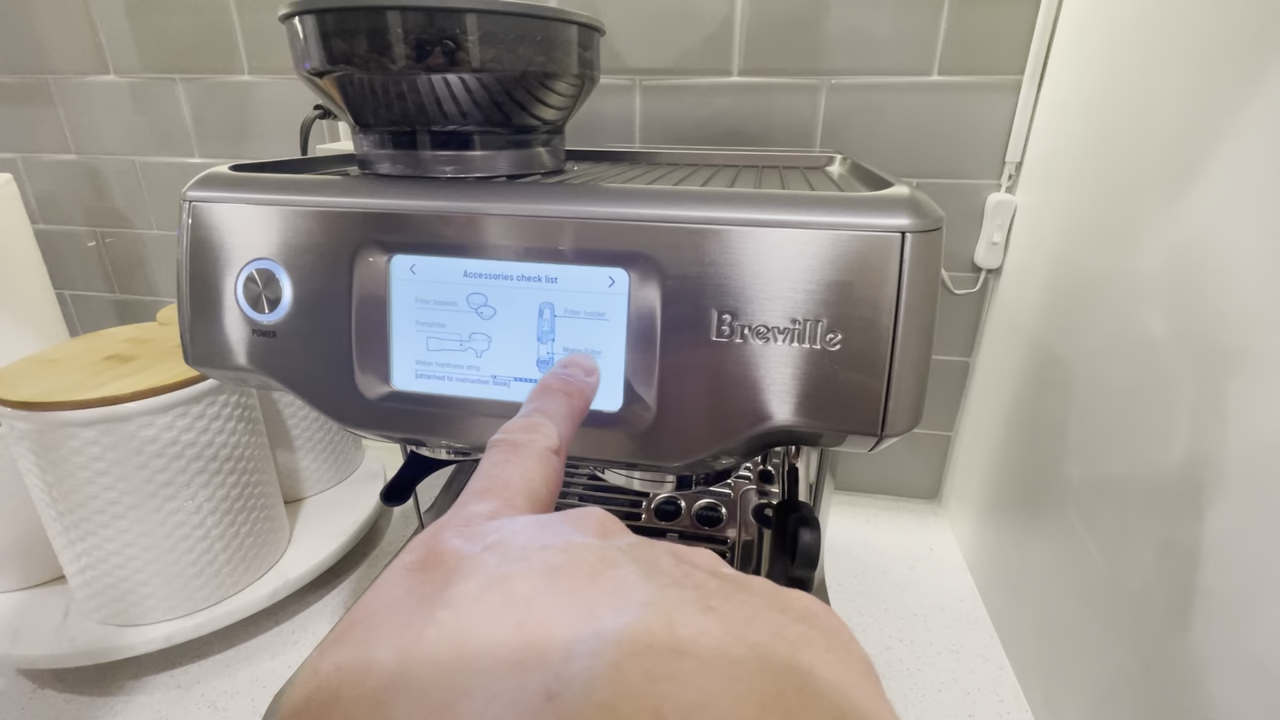 Accessories check list
Filter baskets
Filter holder
Portafilter
Water Filter
Water hardness strip
[attached to instruction book]
Breville
POWER